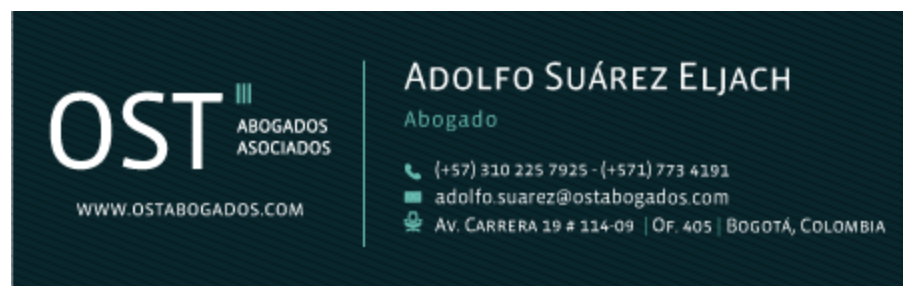 OST
ABOGADOS
ASOCIADOS
WWW.OSTABOGADOS.COM
ADOLFO SUÁREZ ELJACH
Abogado
(+57) 310 225 7925 - (+571) 773 4191
adolfo.suarez@ostabogados.com
AV. CARRERA 19 # 114-09 | OF. 405 | BOGOTÁ, COLOMBIA